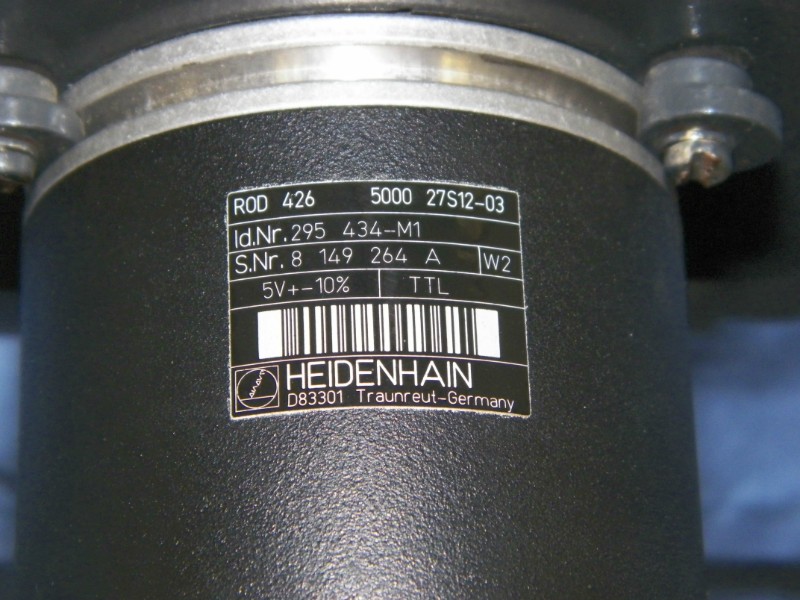 ROD 426 5000 27S12-03
Id.Nr. 295 434-M1
S.Nr. 8 149 264 A W2
5V+-10% TTL
HEIDENHAIN
D83301 Traunreut-Germany